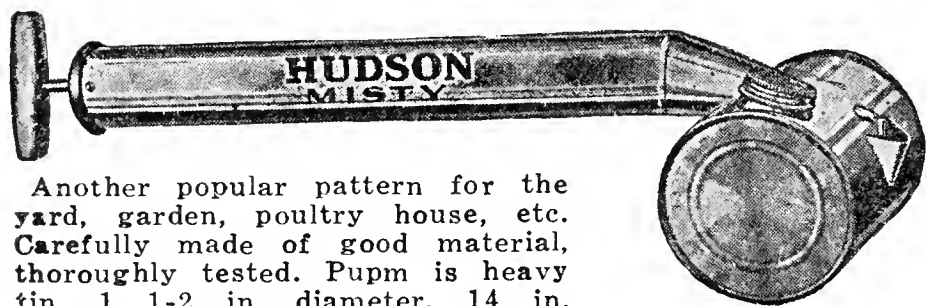 HUDSON
MISTY
Another popular pattern for the
yard, garden, poultry house, etc.
Carefully made of good material,
thoroughly tested. Pupm is heavy
tin, 1 1-2 in. diameter, 14 in.